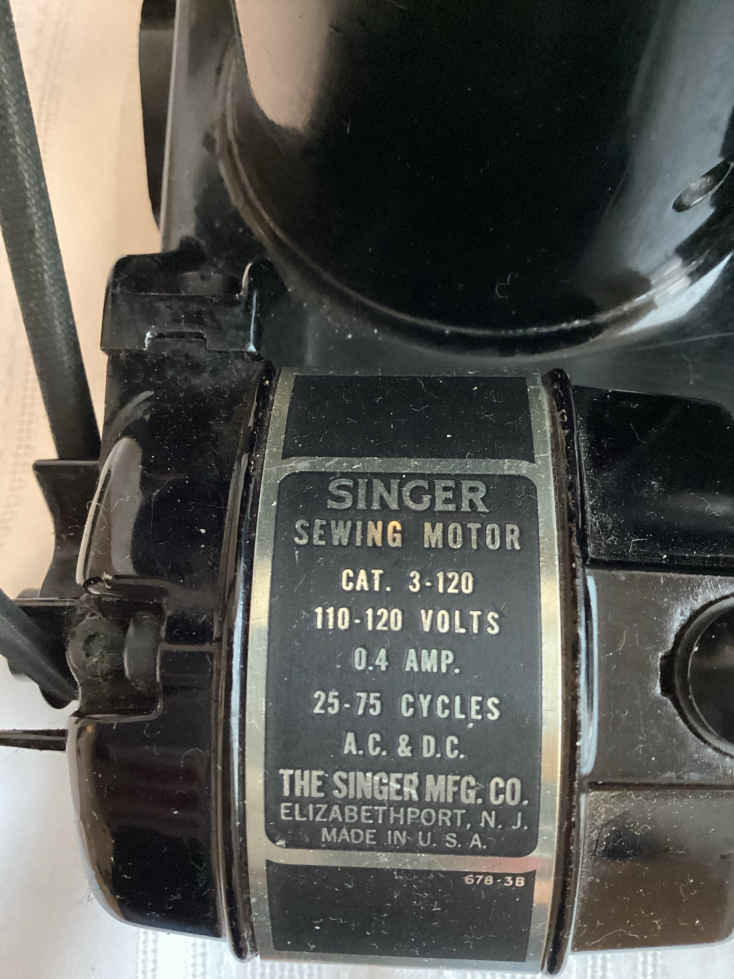 SINGER
SEWING MOTOR
CAT. 3-120
110-120 VOLTS
0.4 AMP.
25-75 CYCLES
A.C. & D.C.
THE SINGER MFG. CO.
ELIZABETHPORT, N. J.
MADE IN U. S. A.
678-3B